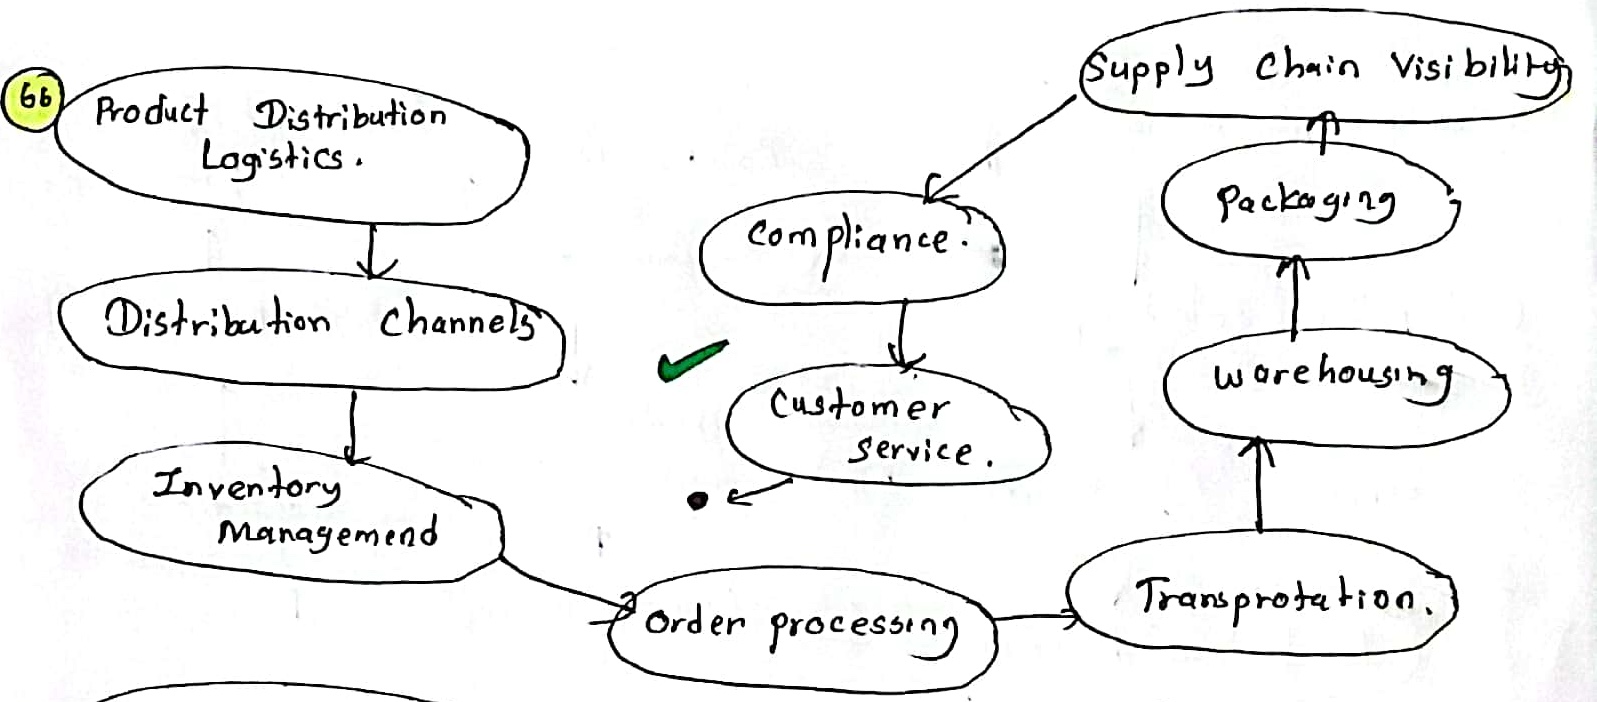 66
Product Distribution
Logistics.
Distribution Channels
Inventory
Managemend
Order processing
Transprotation.
Warehousing
Packaging
Supply Chain Visibility
Compliance.
Customer
Service.